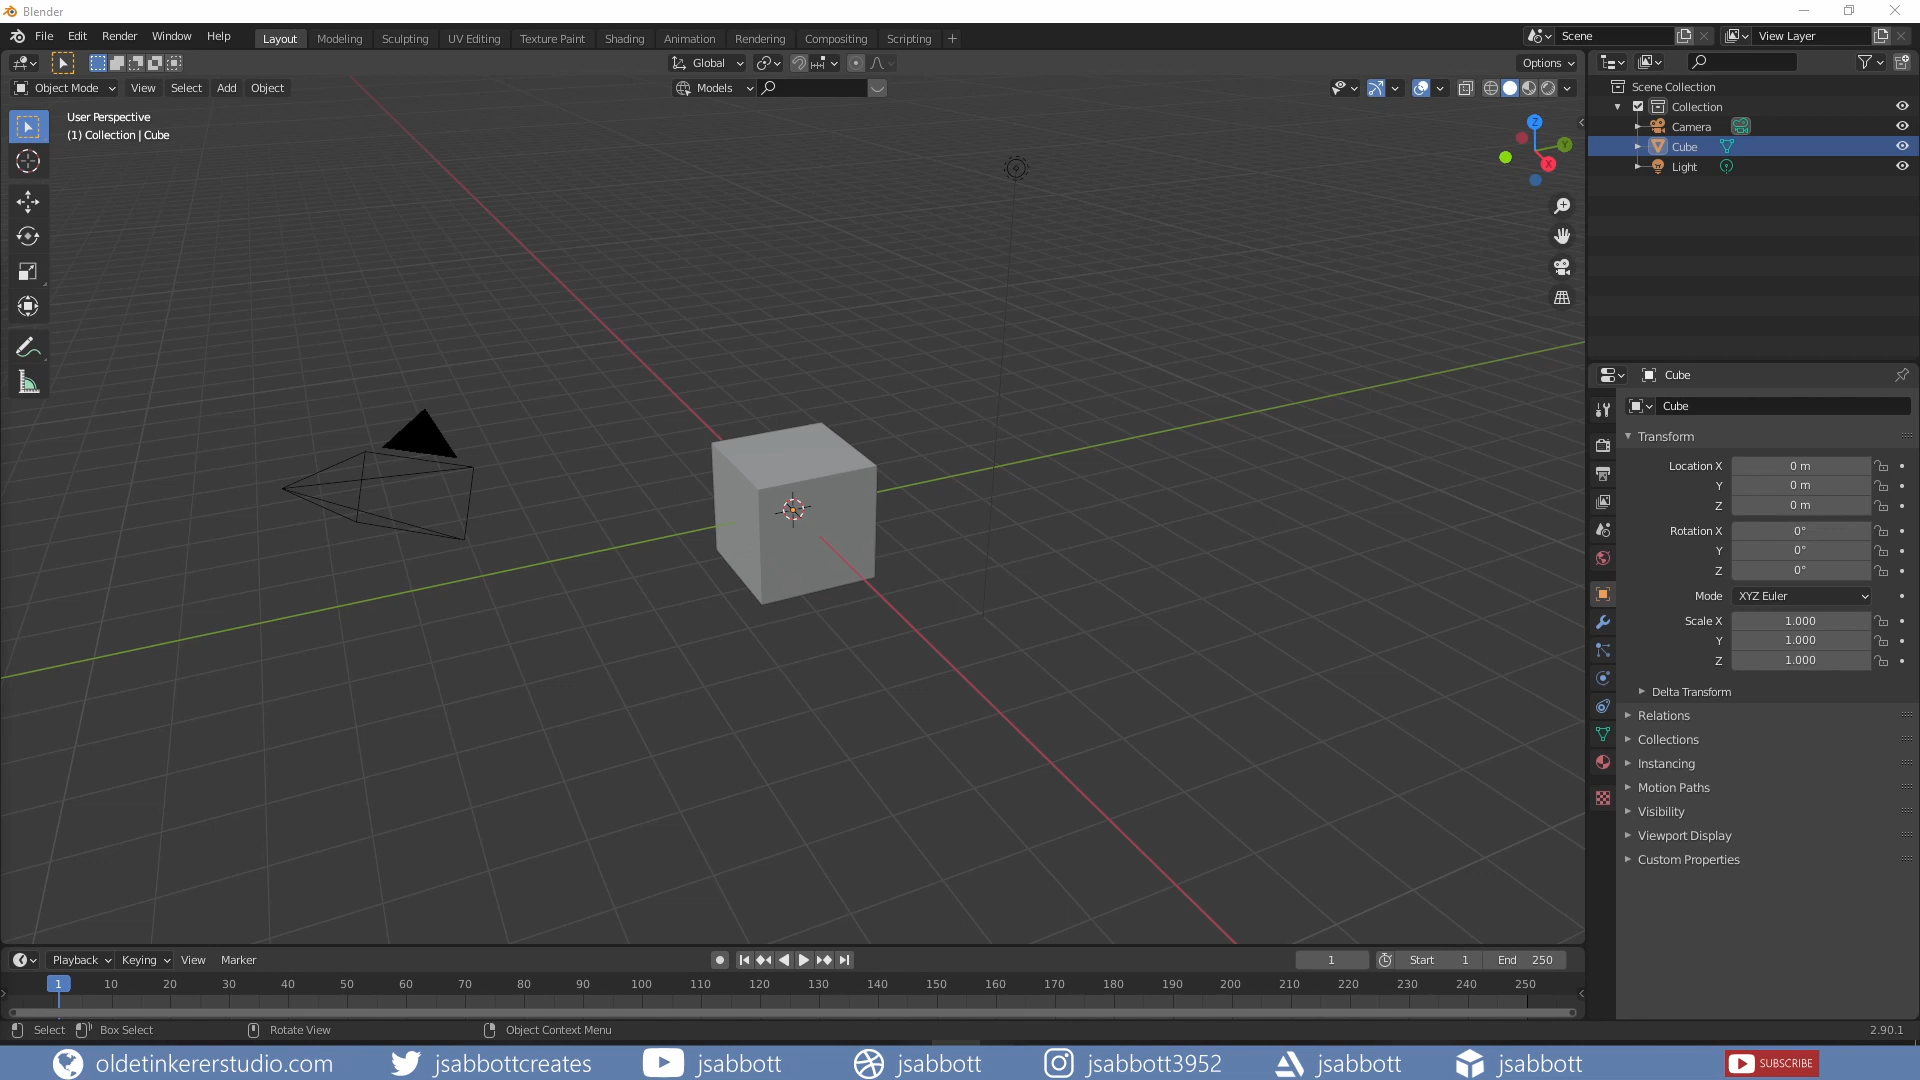 Blender
File Edit Render Window Help Layout Modeling Sculpting UV Editing Texture Paint Shading Animation Rendering Compositing Scripting + Scene View Layer
Global Options
Object Mode View Select Add Object Models
User Perspective
(1) Collection | Cube
Z
Y
X
Scene Collection
Collection
Camera
Cube
Light
Cube
Cube
Transform
Location X 0 m
Y 0 m
Z 0 m
Rotation X 0°
Y 0°
Z 0°
Mode XYZ Euler
Scale X 1.000
Y 1.000
Z 1.000
Delta Transform
Relations
Collections
Instancing
Motion Paths
Visibility
Viewport Display
Custom Properties
Playback Keying View Marker 1 Start 1 End 250
1 10 20 30 40 50 60 70 80 90 100 110 120 130 140 150 160 170 180 190 200 210 220 230 240 250
Select Box Select Rotate View Object Context Menu 2.90.1
oldetinkererstudio.com jsabbottcreates jsabbott jsabbott jsabbott3952 jsabbott jsabbott SUBSCRIBE